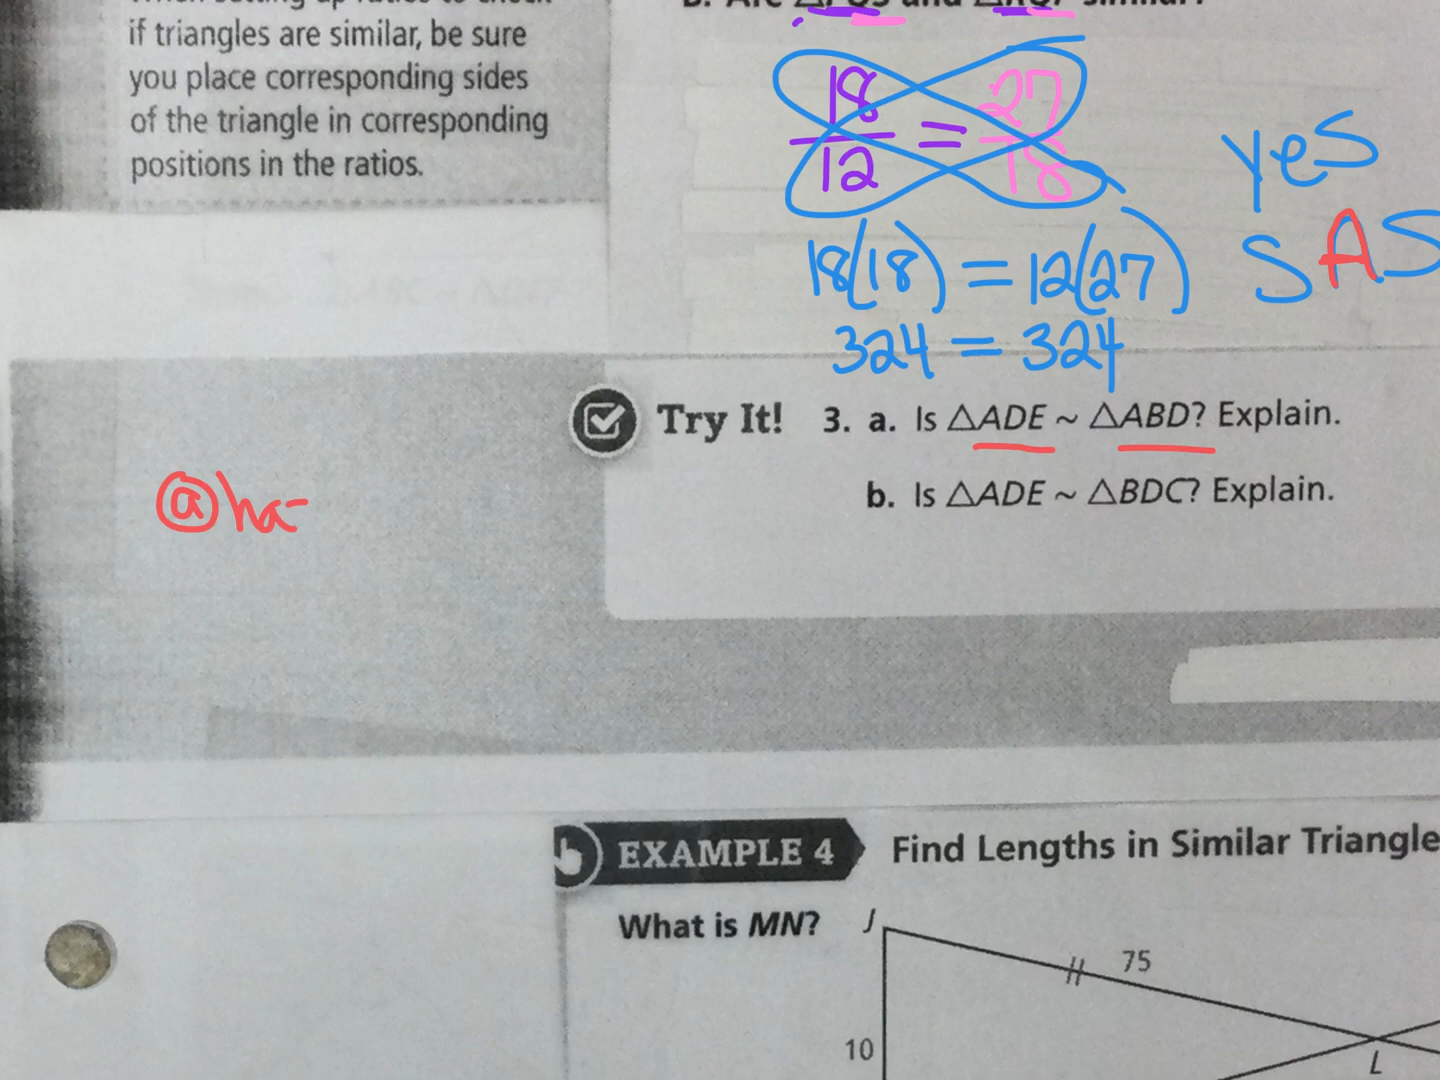 if triangles are similar, be sure
you place corresponding sides
of the triangle in corresponding
positions in the ratios.
18/12 = 27/18
yes
SAS
18(18) = 12(27)
324 = 324
Try It! 3. a. Is △ADE ~ △ABD? Explain.
b. Is △ADE ~ △BDC? Explain.
EXAMPLE 4 Find Lengths in Similar Triangle
What is MN?
J
75
10
L